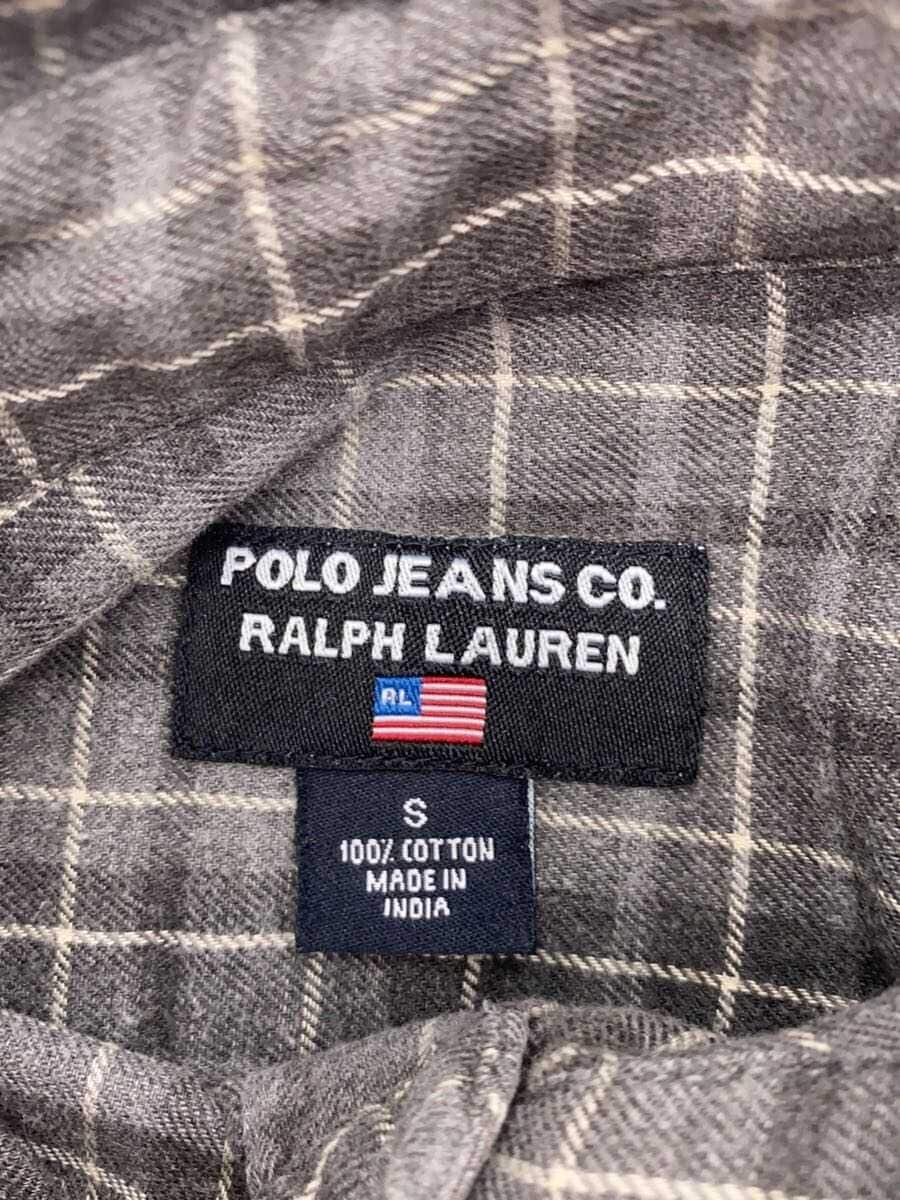 POLO JEANS CO.
RALPH LAUREN
RL
S
100% COTTON
MADE IN
INDIA